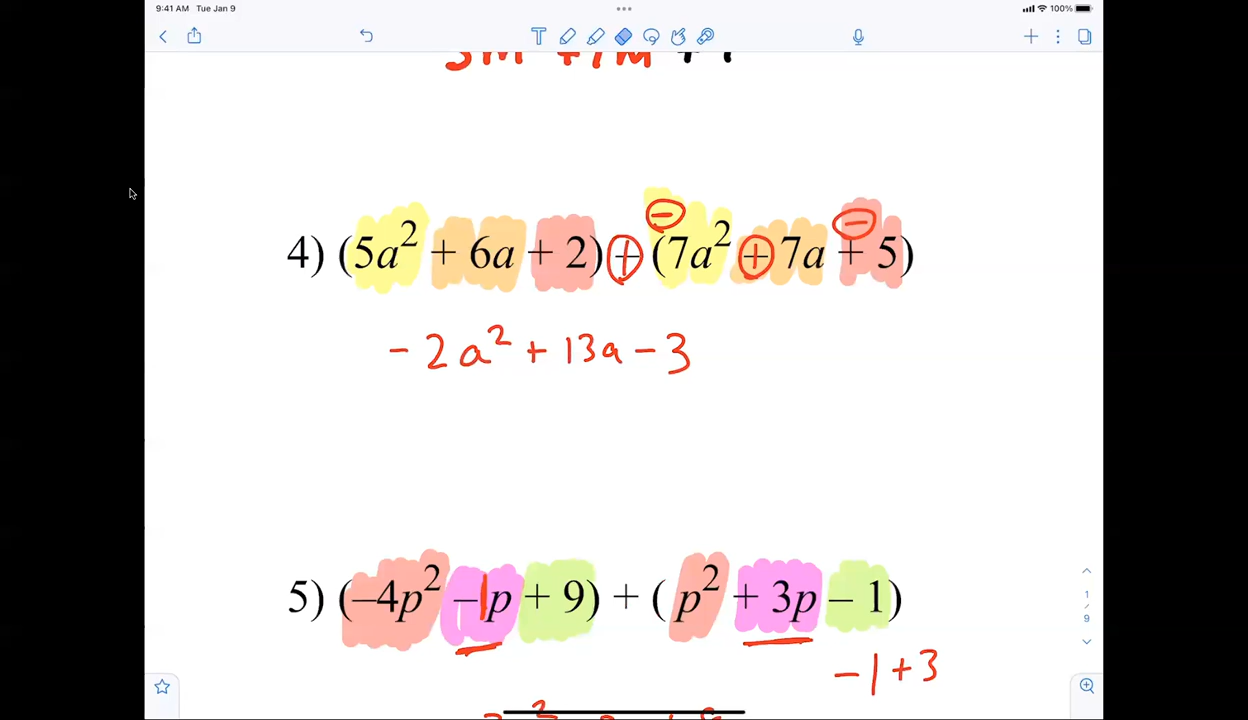 9:41 AM Tue Jan 9
100%
4) (5a² + 6a + 2) + (7a² + 7a + 5)
− −
-2a² + 13a - 3
1
9
5) (–4p² –1p + 9) + ( p² + 3p – 1)
-1+3